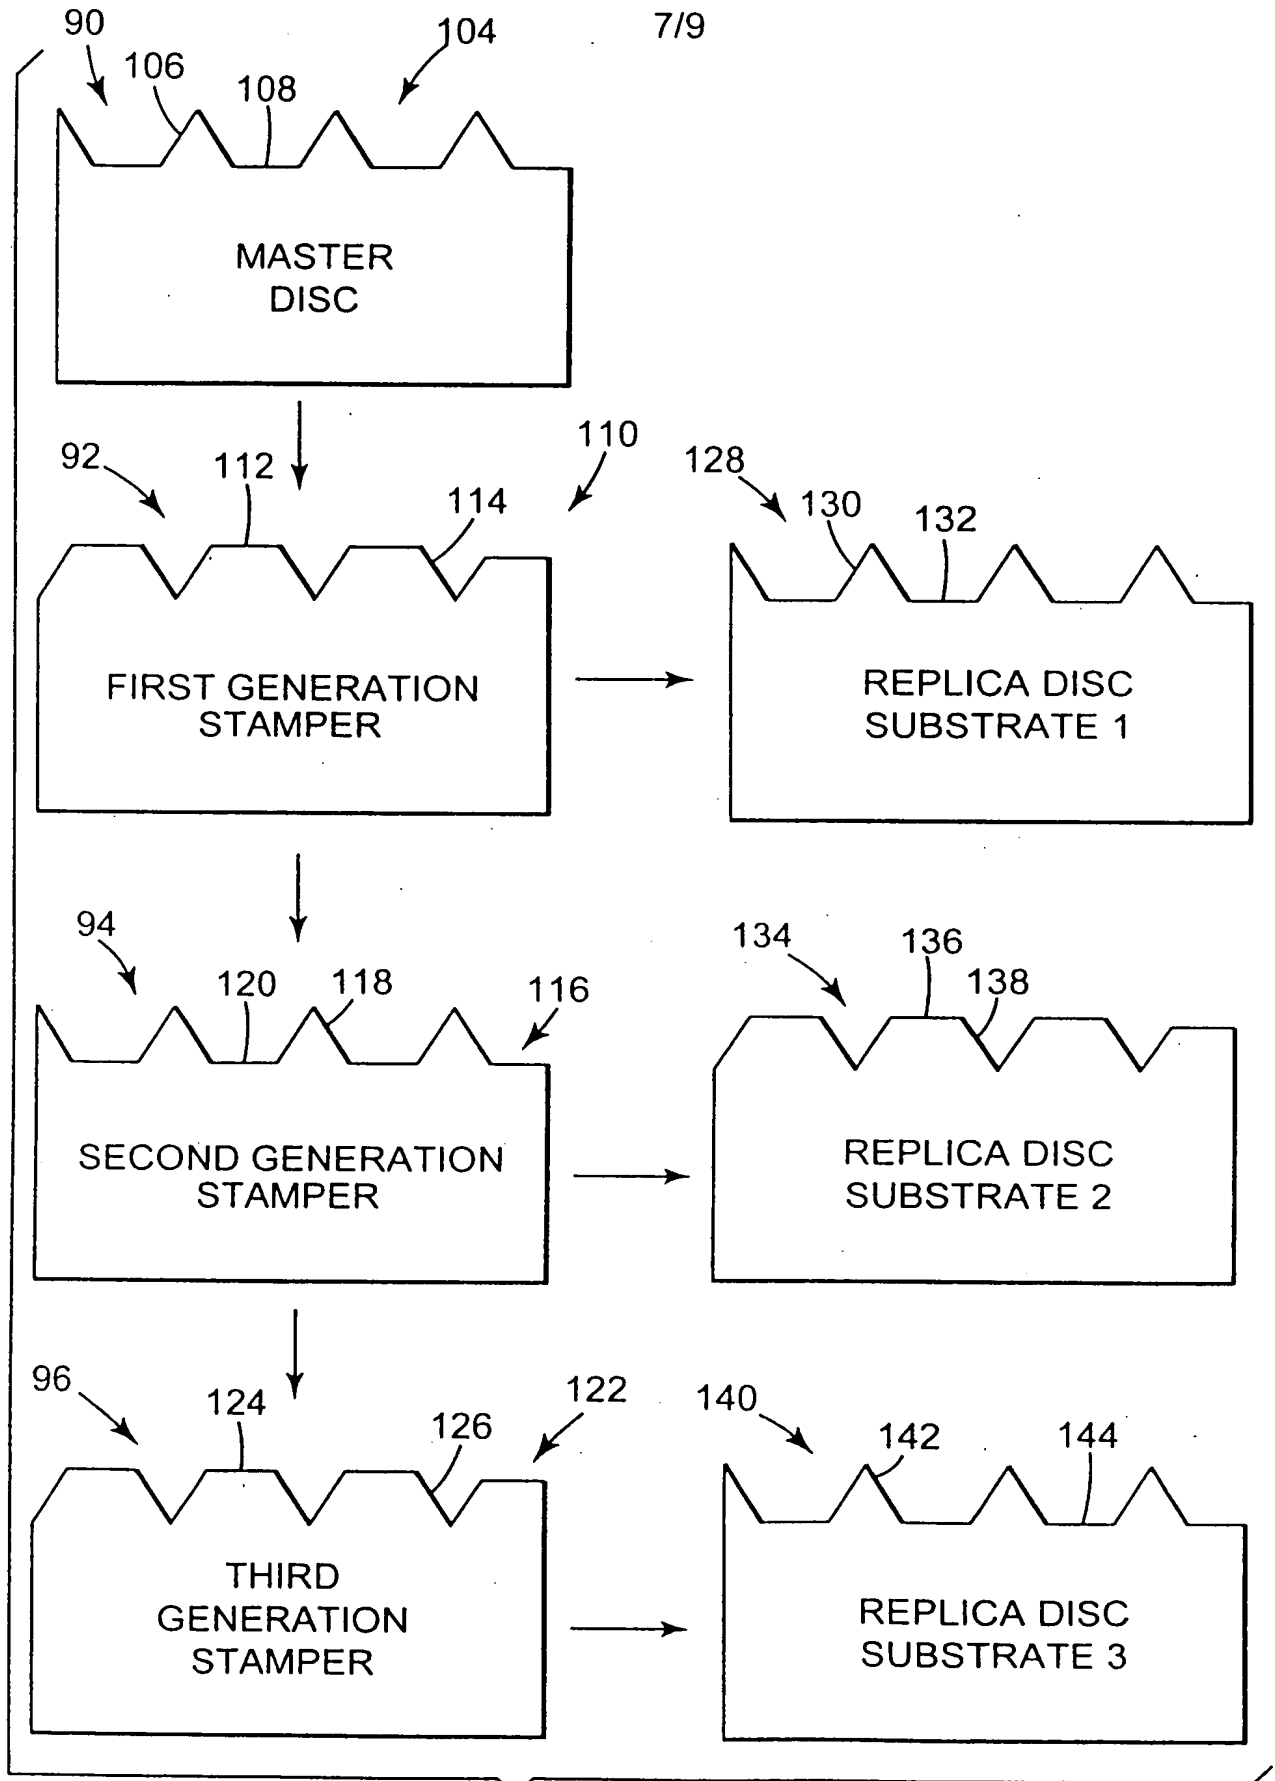 7/9
90
104
106
108
MASTER
DISC
92
112
110
114
128
130
132
FIRST GENERATION
STAMPER
REPLICA DISC
SUBSTRATE 1
94
120
118
116
134
136
138
SECOND GENERATION
STAMPER
REPLICA DISC
SUBSTRATE 2
96
124
126
122
140
142
144
THIRD
GENERATION
STAMPER
REPLICA DISC
SUBSTRATE 3